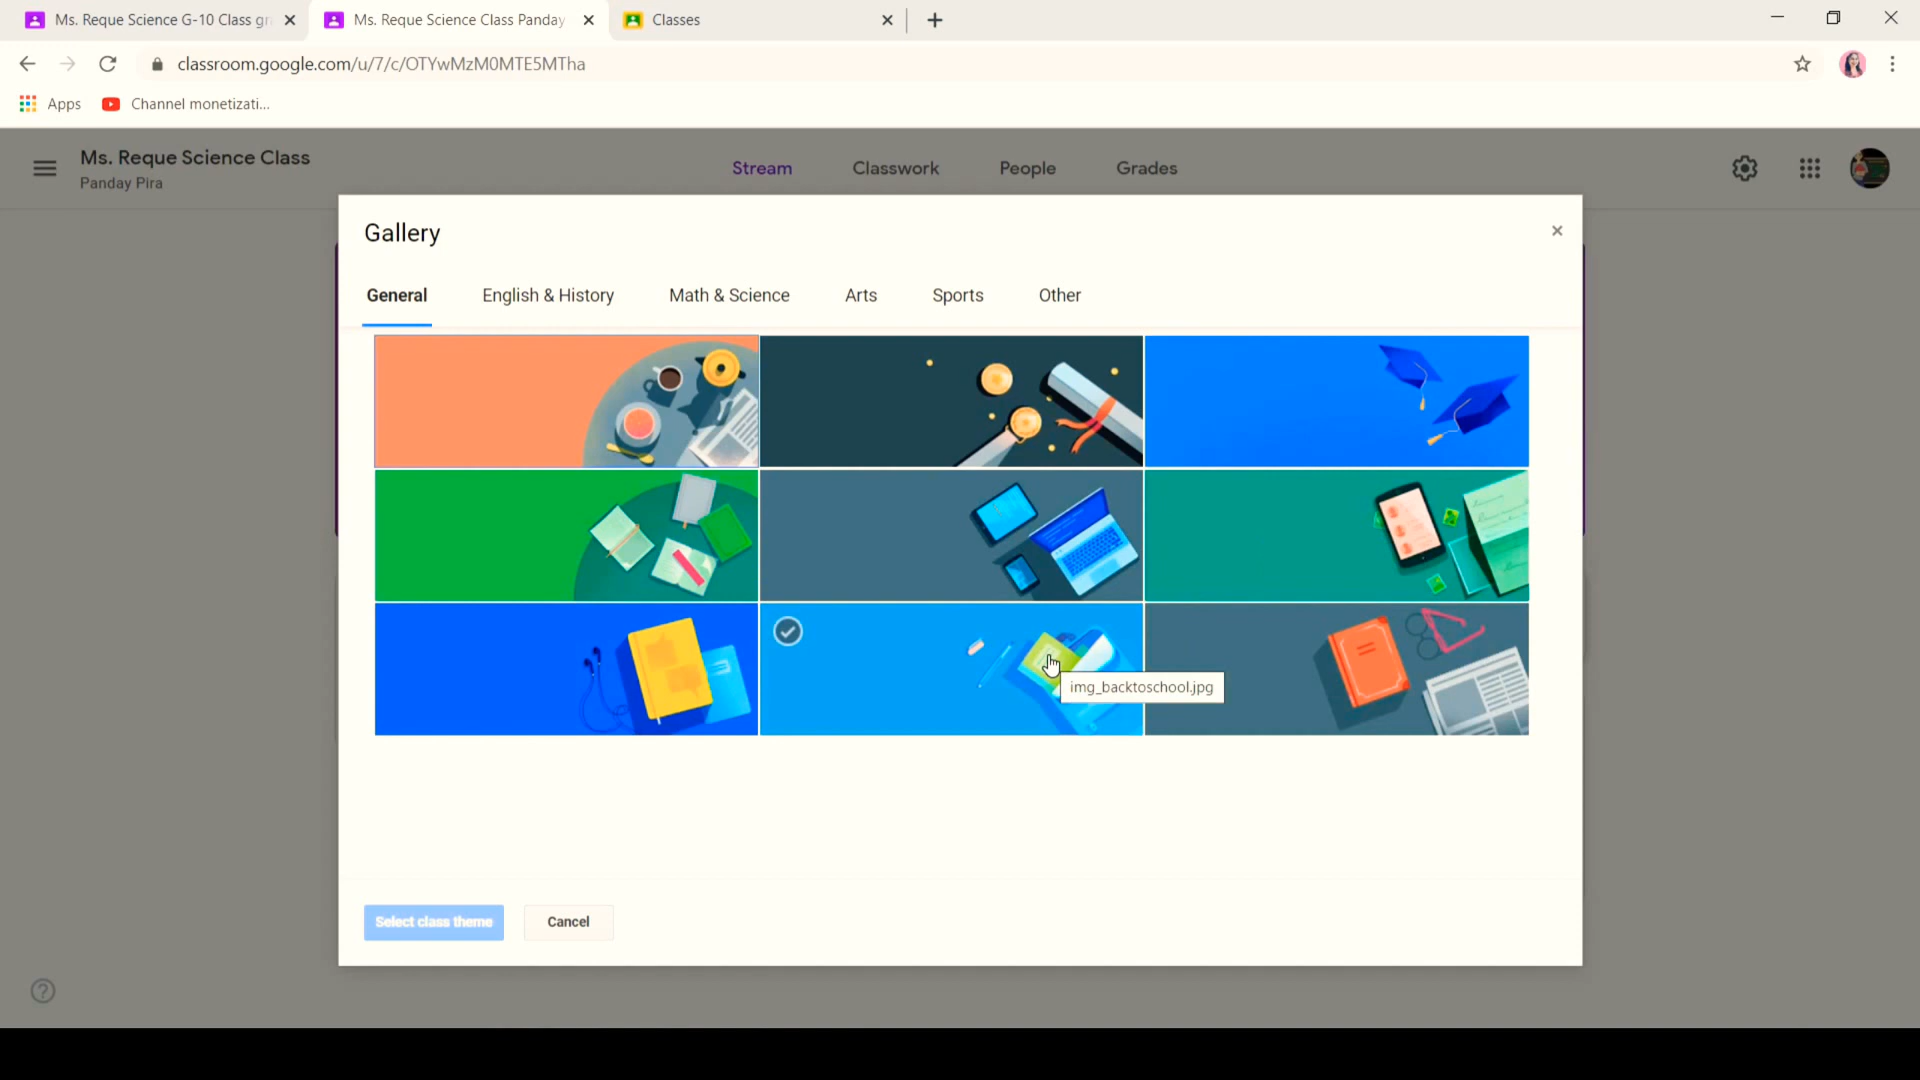 Ms. Reque Science G-10 Class gr
Ms. Reque Science Class Panday
Classes
classroom.google.com/u/7/c/OTYwMzM0MTE5MTha
Apps
Channel monetizati...
Ms. Reque Science Class
Panday Pira
Stream
Classwork
People
Grades
Gallery
General
English & History
Math & Science
Arts
Sports
Other
img_backtoschool.jpg
Select class theme
Cancel